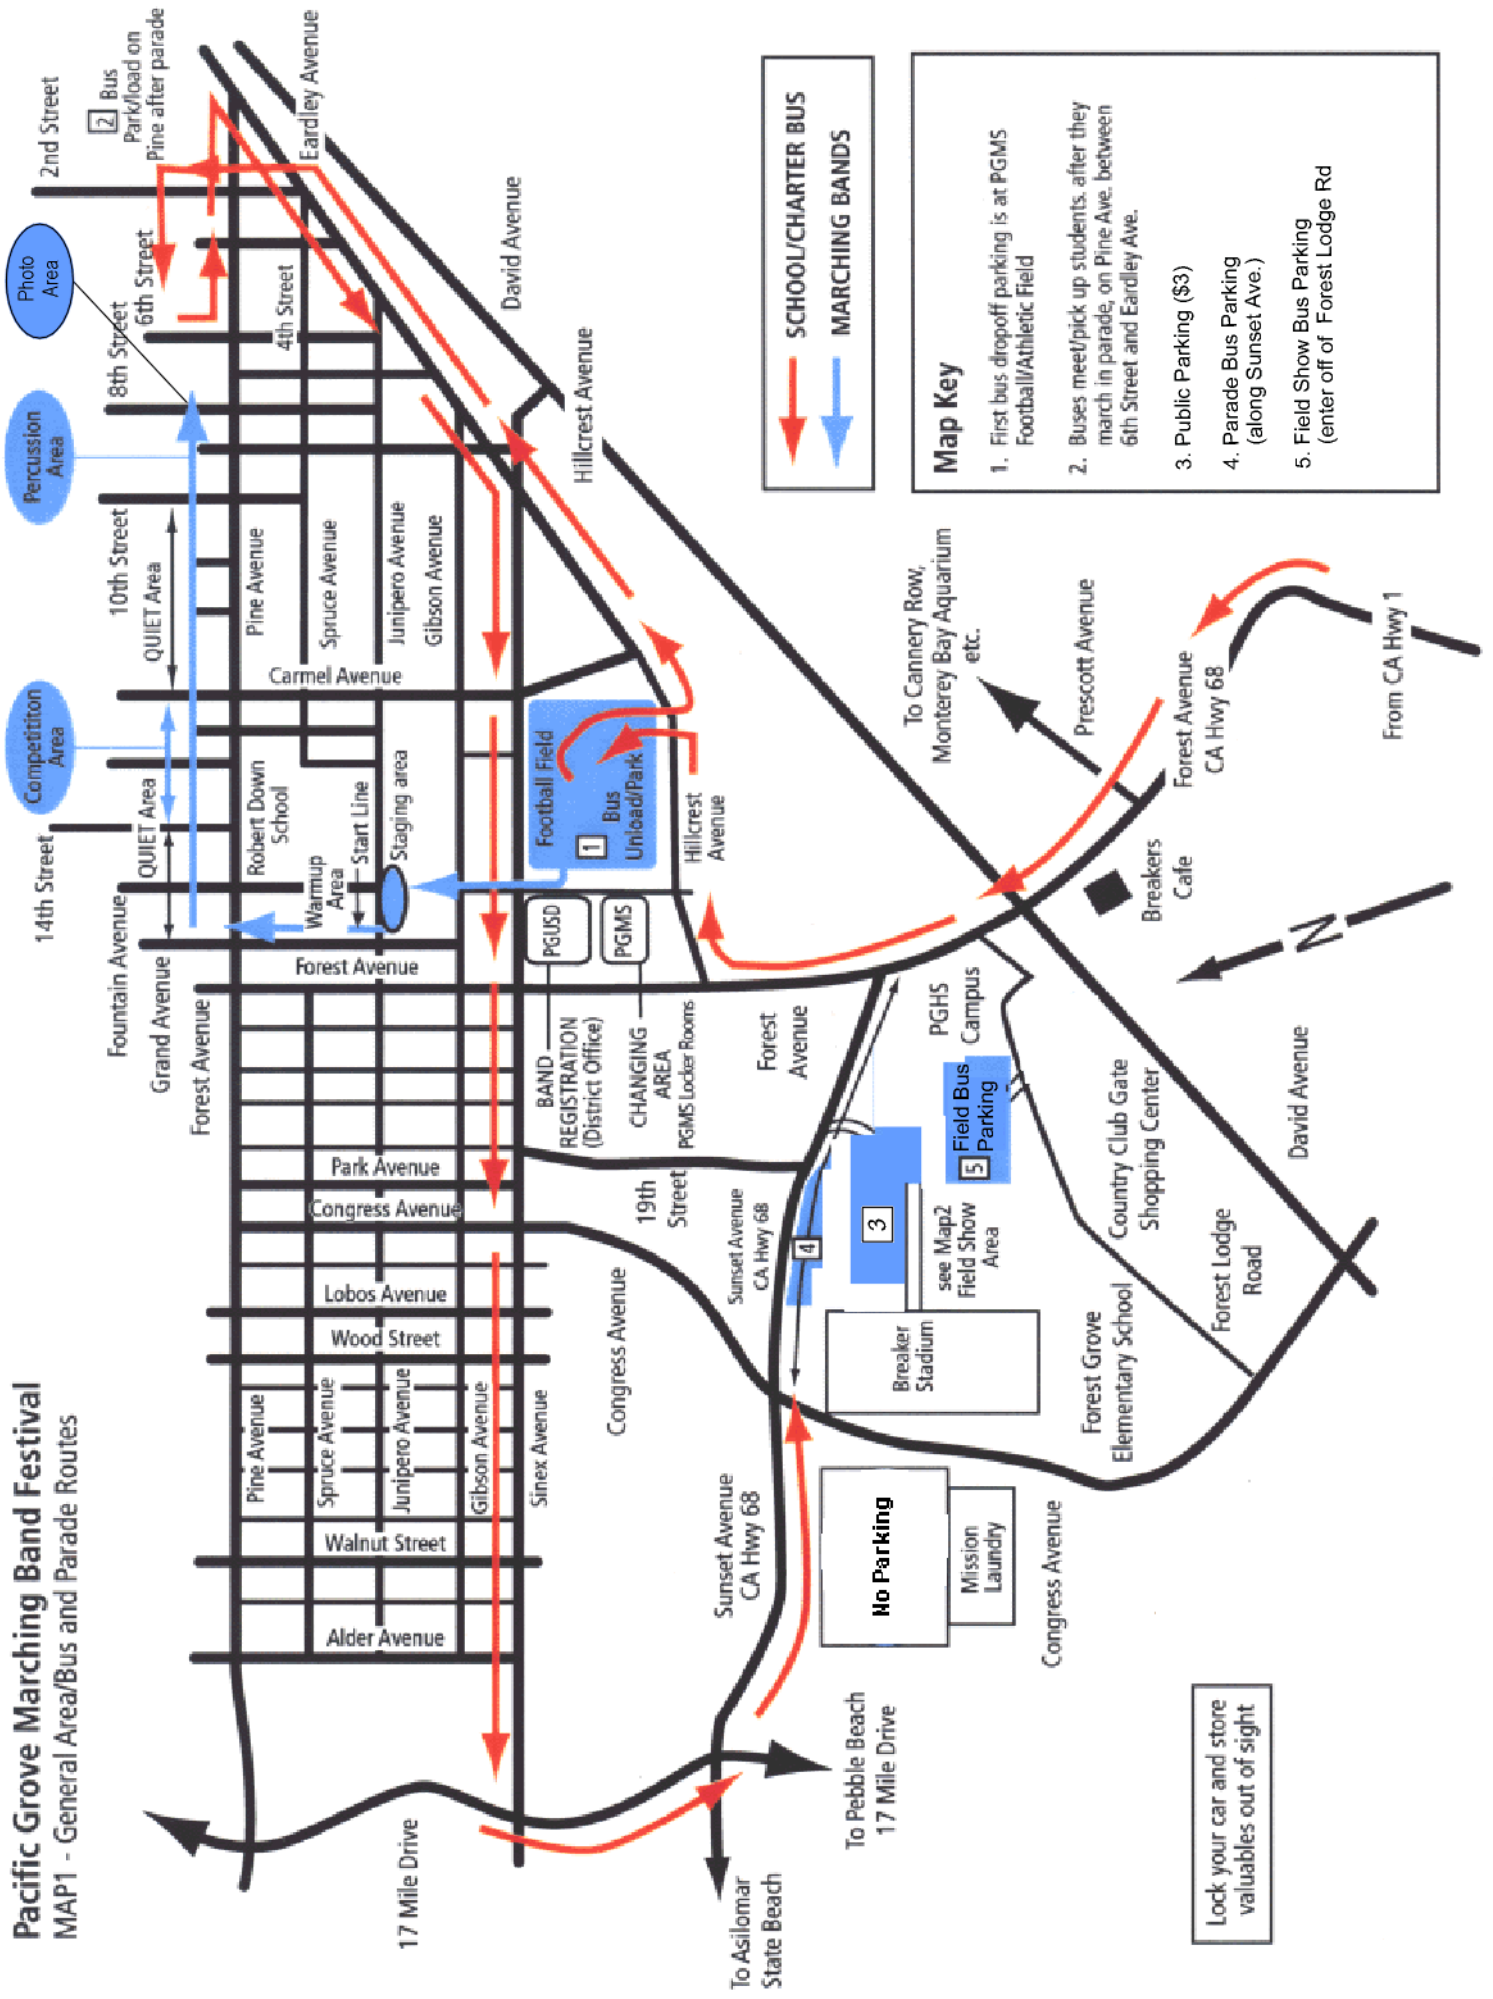 Pacific Grove Marching Band Festival
MAP1 - General Area/Bus and Parade Routes
14th Street
Competititon
Area
Percussion
Area
Photo
Area
2nd Street
2 Bus
Park/load on
Pine after parade
Fountain Avenue
Grand Avenue
Forest Avenue
QUIET Area
QUIET Area
10th Street
8th Street
6th Street
4th Street
Eardley Avenue
Robert Down
School
Warmup
Area
Start Line
Staging area
Carmel Avenue
Pine Avenue
Spruce Avenue
Junipero Avenue
Gibson Avenue
David Avenue
Hillcrest Avenue
Forest Avenue
Park Avenue
Congress Avenue
Lobos Avenue
Wood Street
Pine Avenue
Spruce Avenue
Junipero Avenue
Gibson Avenue
Sinex Avenue
Walnut Street
Alder Avenue
17 Mile Drive
PGUSD
PGMS
BAND
REGISTRATION
(District Office)
CHANGING
AREA
PGMS Locker Rooms
Football Field
1 Bus
Unload/Park
Hillcrest
Avenue
Forest
Avenue
19th
Street
Congress Avenue
Sunset Avenue
CA Hwy 68
4
3
5 Field Bus
Parking
PGHS
Campus
see Map2
Field Show
Area
Breaker
Stadium
Sunset Avenue
CA Hwy 68
No Parking
Mission
Laundry
Congress Avenue
To Asilomar
State Beach
To Pebble Beach
17 Mile Drive
Forest Grove
Elementary School
Country Club Gate
Shopping Center
Forest Lodge
Road
David Avenue
Breakers
Cafe
N
To Cannery Row,
Monterey Bay Aquarium
etc.
Prescott Avenue
Forest Avenue
CA Hwy 68
From CA Hwy 1
SCHOOL/CHARTER BUS
MARCHING BANDS
Map Key
1. First bus dropoff parking is at PGMS
Football/Athletic Field
2. Buses meet/pick up students. after they
march in parade, on Pine Ave. between
6th Street and Eardley Ave.
3. Public Parking ($3)
4. Parade Bus Parking
(along Sunset Ave.)
5. Field Show Bus Parking
(enter off of Forest Lodge Rd
Lock your car and store
valuables out of sight